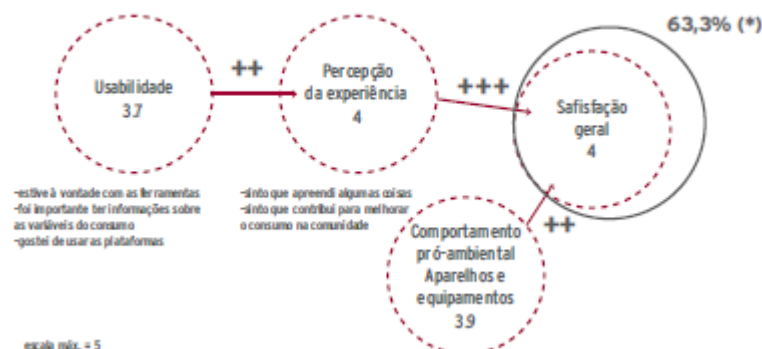 63,3% (*)
Usabilidade
3.7
++
Percepção
da experiência
4
+++
Safisfação
geral
4
-estive à vontade com as ferramentas
-foi importante ter informações sobre
as variáveis do consumo
-gostei de usar as plataformas
-sinto que aprendi algumas coisas
-sinto que contribui para melhorar
o consumo na comunidade
Comportamento
pró-ambiental
Aparelhos e
equipamentos
3.9
++
escala máx. = 5